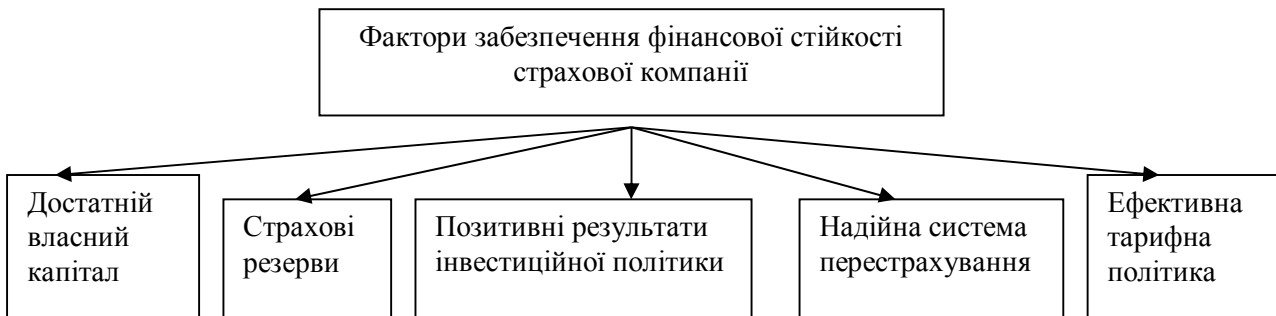 Фактори забезпечення фінансової стійкості
страхової компанії
Достатній
власний
капітал
Страхові
резерви
Позитивні результати
інвестиційної політики
Надійна система
перестрахування
Ефективна
тарифна
політика